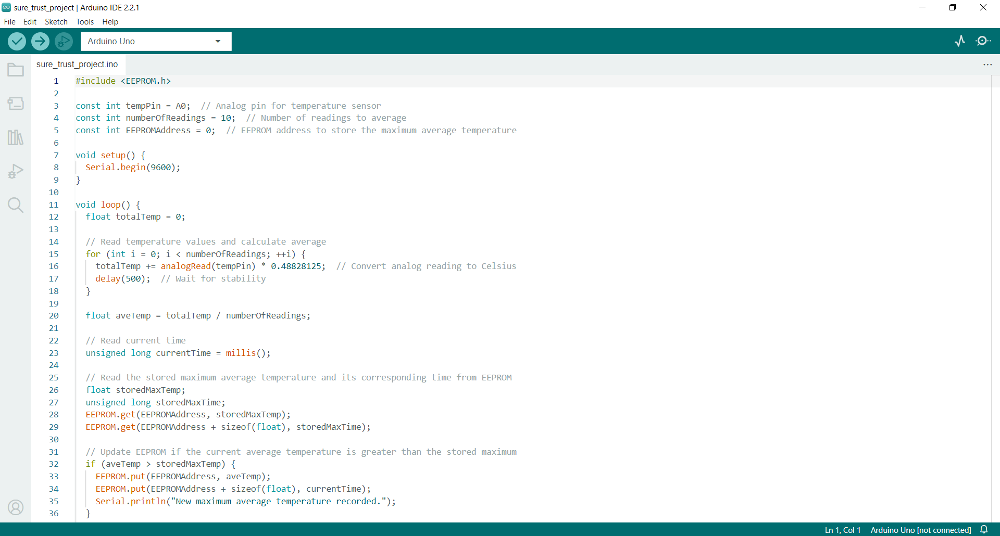 sure_trust_project | Arduino IDE 2.2.1
File Edit Sketch Tools Help
Arduino Uno
sure_trust_project.ino
1 #include <EEPROM.h>
2
3 const int tempPin = A0;  // Analog pin for temperature sensor
4 const int numberOfReadings = 10;  // Number of readings to average
5 const int EEPROMAddress = 0;  // EEPROM address to store the maximum average temperature
6
7 void setup() {
8   Serial.begin(9600);
9 }
10
11 void loop() {
12   float totalTemp = 0;
13
14   // Read temperature values and calculate average
15   for (int i = 0; i < numberOfReadings; ++i) {
16     totalTemp += analogRead(tempPin) * 0.48828125;  // Convert analog reading to Celsius
17     delay(500);  // Wait for stability
18   }
19
20   float aveTemp = totalTemp / numberOfReadings;
21
22   // Read current time
23   unsigned long currentTime = millis();
24
25   // Read the stored maximum average temperature and its corresponding time from EEPROM
26   float storedMaxTemp;
27   unsigned long storedMaxTime;
28   EEPROM.get(EEPROMAddress, storedMaxTemp);
29   EEPROM.get(EEPROMAddress + sizeof(float), storedMaxTime);
30
31   // Update EEPROM if the current average temperature is greater than the stored maximum
32   if (aveTemp > storedMaxTemp) {
33     EEPROM.put(EEPROMAddress, aveTemp);
34     EEPROM.put(EEPROMAddress + sizeof(float), currentTime);
35     Serial.println("New maximum average temperature recorded.");
36   }
Ln 1, Col 1 Arduino Uno [not connected]